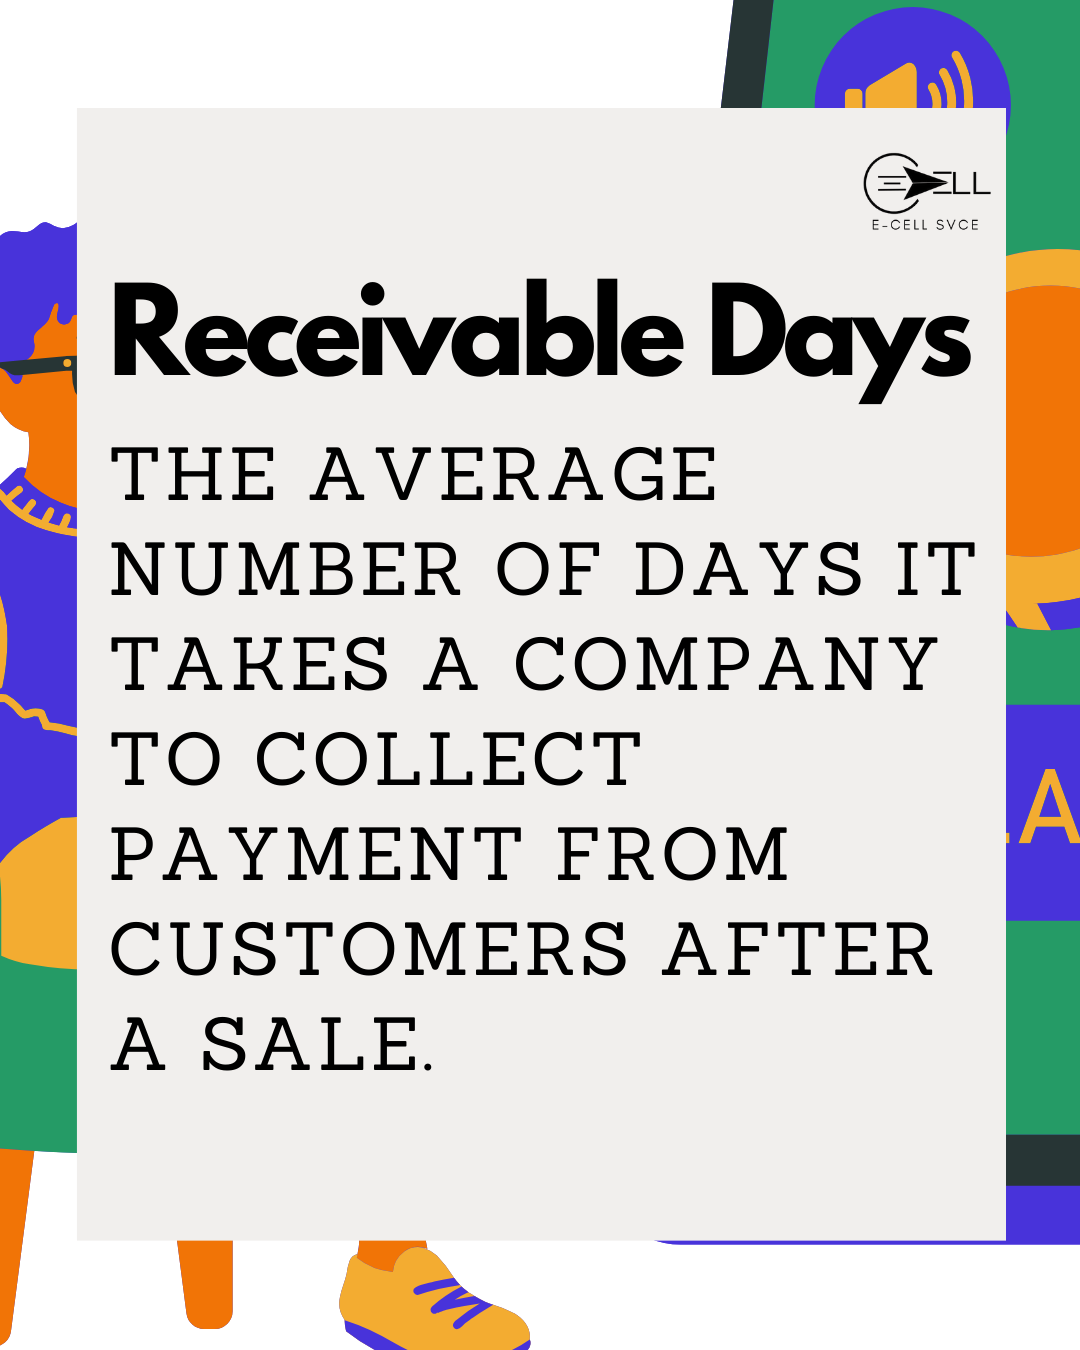 ELL
E-CELL SVCE
Receivable Days
THE AVERAGE
NUMBER OF DAYS IT
TAKES A COMPANY
TO COLLECT
PAYMENT FROM
CUSTOMERS AFTER
A SALE.